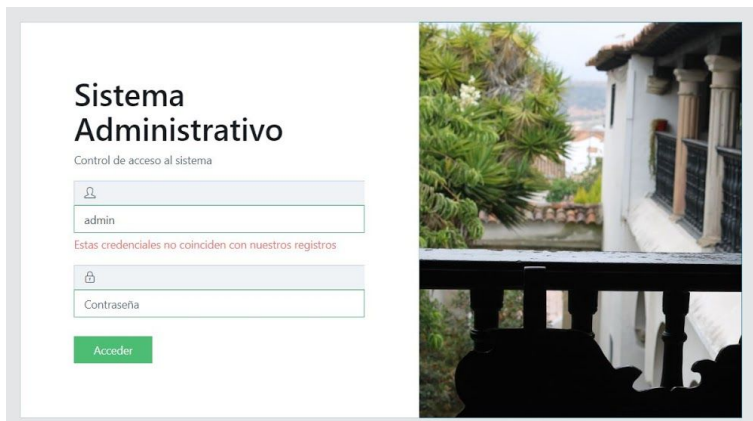 Sistema
Administrativo
Control de acceso al sistema
admin
Estas credenciales no coinciden con nuestros registros
Contraseña
Acceder